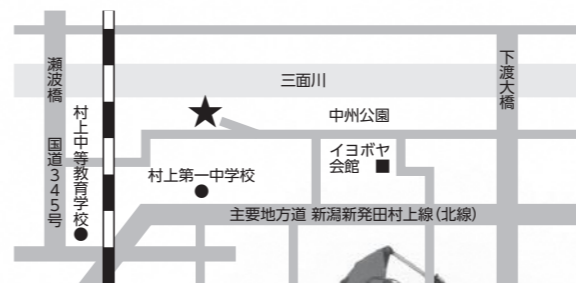 瀬波橋
国道345号
村上中等教育学校
三面川
中州公園
下渡大橋
村上第一中学校
イヨボヤ
会館
主要地方道 新潟新発田村上線（北線）